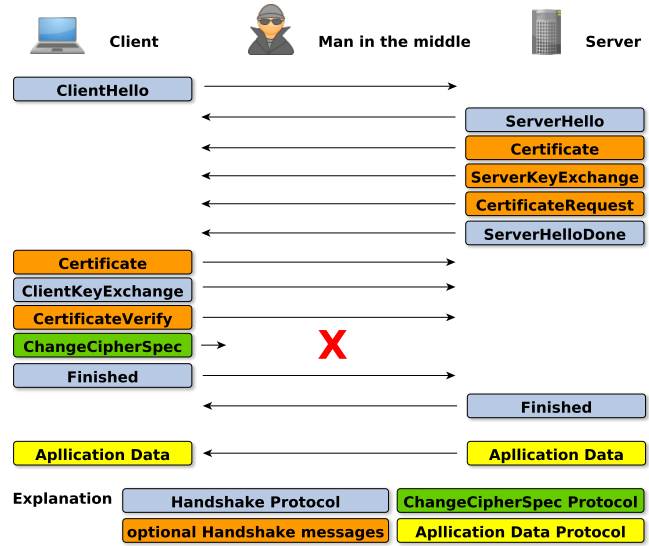 Client
Man in the middle
Server
ClientHello
ServerHello
Certificate
ServerKeyExchange
CertificateRequest
ServerHelloDone
Certificate
ClientKeyExchange
CertificateVerify
ChangeCipherSpec
X
Finished
Finished
Apllication Data
Apllication Data
Explanation
Handshake Protocol
ChangeCipherSpec Protocol
optional Handshake messages
Apllication Data Protocol